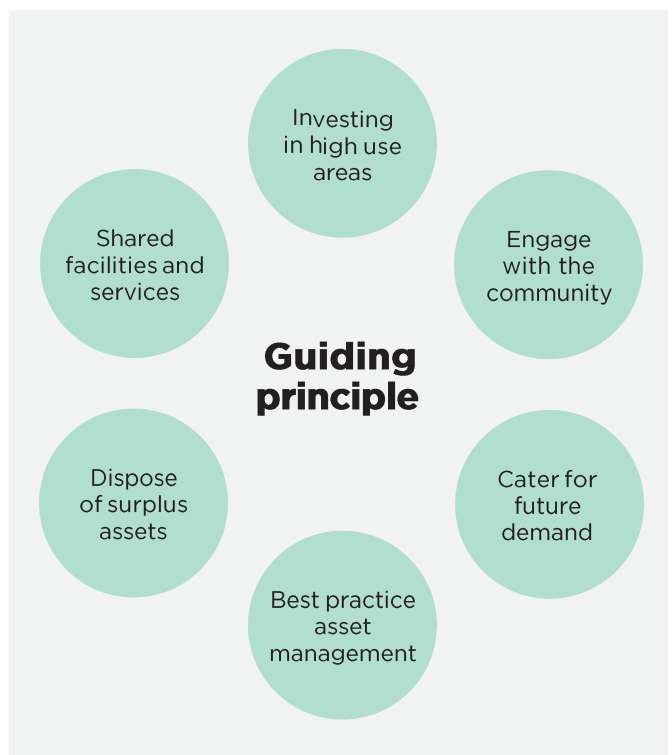 Investing
in high use
areas
Shared
facilities and
services
Engage
with the
community
Guiding
principle
Dispose
of surplus
assets
Cater for
future
demand
Best practice
asset
management